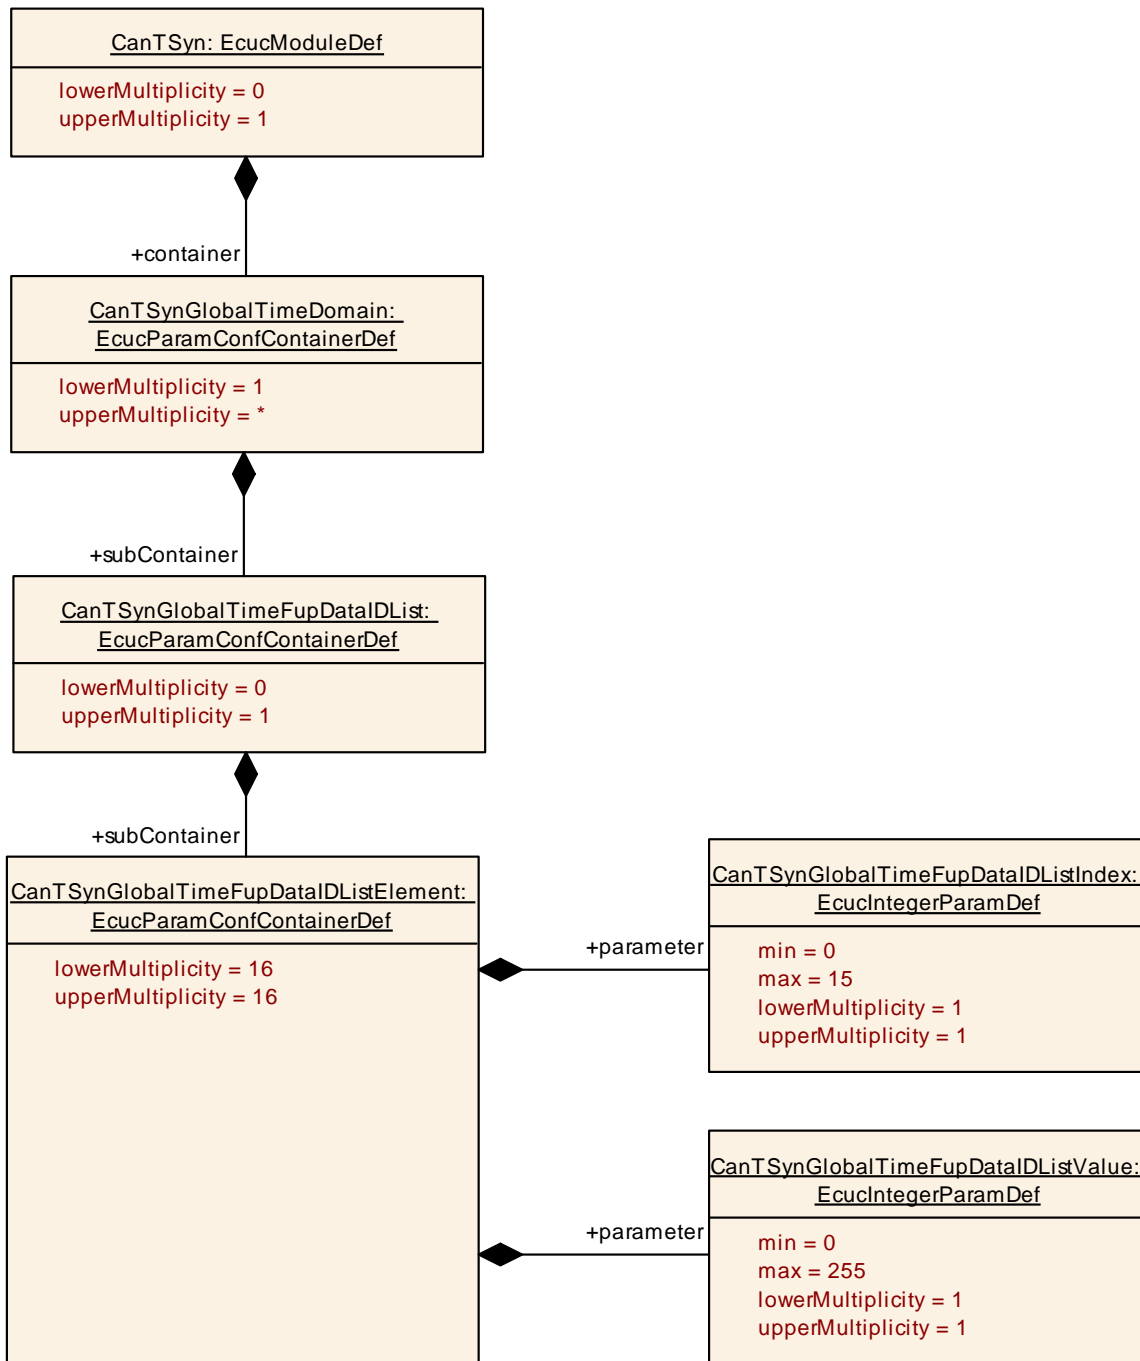 CanTSyn: EcucModuleDef
lowerMultiplicity = 0
upperMultiplicity = 1
+container
CanTSynGlobalTimeDomain:
EcucParamConfContainerDef
lowerMultiplicity = 1
upperMultiplicity = *
+subContainer
CanTSynGlobalTimeFupDataIDList:
EcucParamConfContainerDef
lowerMultiplicity = 0
upperMultiplicity = 1
+subContainer
CanTSynGlobalTimeFupDataIDListElement:
EcucParamConfContainerDef
lowerMultiplicity = 16
upperMultiplicity = 16
+parameter
CanTSynGlobalTimeFupDataIDListIndex:
EcucIntegerParamDef
min = 0
max = 15
lowerMultiplicity = 1
upperMultiplicity = 1
+parameter
CanTSynGlobalTimeFupDataIDListValue:
EcucIntegerParamDef
min = 0
max = 255
lowerMultiplicity = 1
upperMultiplicity = 1